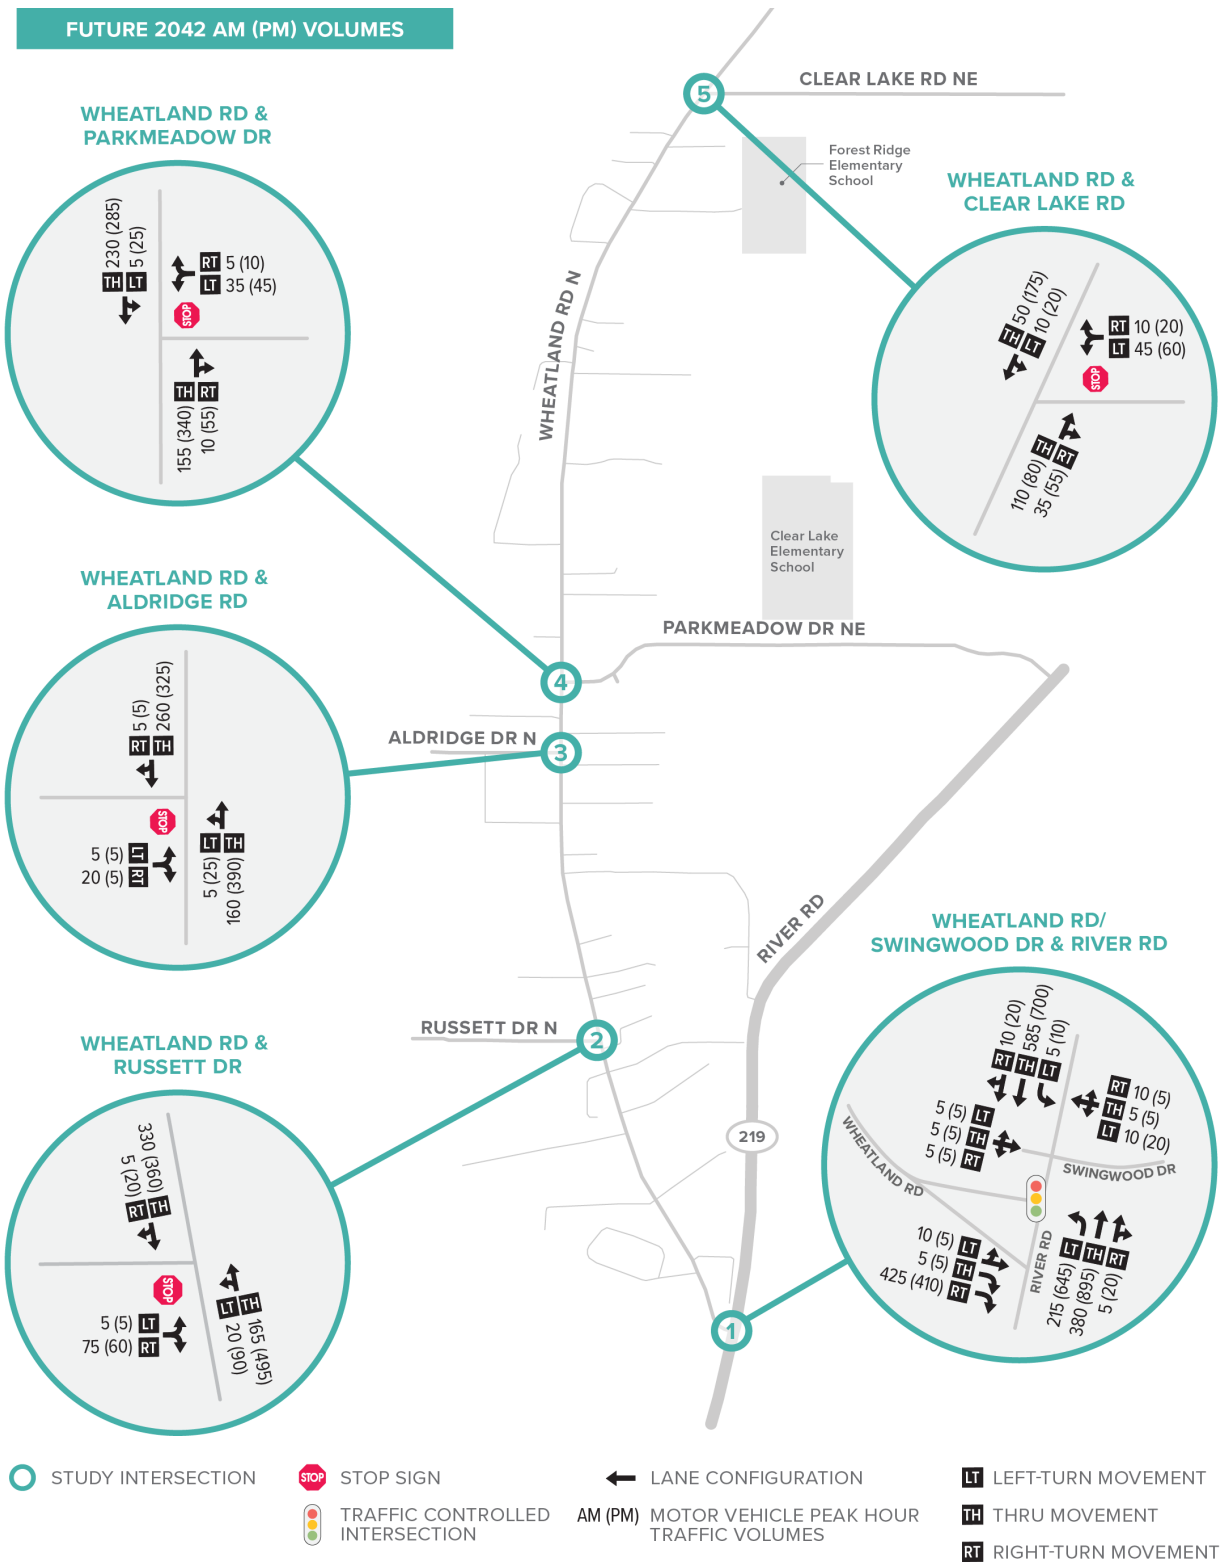 FUTURE 2042 AM (PM) VOLUMES
CLEAR LAKE RD NE
5
Forest Ridge
Elementary
School
WHEATLAND RD &
PARKMEADOW DR
TH 230 (285)
LT 5 (25)
RT 5 (10)
LT 35 (45)
STOP
TH 155 (340)
RT 10 (55)
WHEATLAND RD &
CLEAR LAKE RD
TH 50 (175)
LT 10 (20)
RT 10 (20)
LT 45 (60)
STOP
TH 110 (80)
RT 35 (55)
WHEATLAND RD N
Clear Lake
Elementary
School
PARKMEADOW DR NE
4
WHEATLAND RD &
ALDRIDGE RD
RT 5 (5)
TH 260 (325)
STOP
5 (5) LT
20 (5) RT
LT 5 (25)
TH 160 (390)
ALDRIDGE DR N
3
RIVER RD
RUSSETT DR N
2
219
1
WHEATLAND RD &
RUSSETT DR
RT 5 (20)
TH 330 (360)
STOP
5 (5) LT
75 (60) RT
LT 20 (90)
TH 165 (495)
WHEATLAND RD/
SWINGWOOD DR & RIVER RD
RT 10 (20)
TH 585 (700)
LT 5 (10)
RT 10 (5)
TH 5 (5)
LT 10 (20)
5 (5) LT
5 (5) TH
5 (5) RT
WHEATLAND RD
SWINGWOOD DR
10 (5) LT
5 (5) TH
425 (410) RT
RIVER RD
LT 215 (645)
TH 380 (895)
RT 5 (20)
STUDY INTERSECTION
STOP STOP SIGN
TRAFFIC CONTROLLED
INTERSECTION
LANE CONFIGURATION
AM (PM) MOTOR VEHICLE PEAK HOUR
TRAFFIC VOLUMES
LT LEFT-TURN MOVEMENT
TH THRU MOVEMENT
RT RIGHT-TURN MOVEMENT